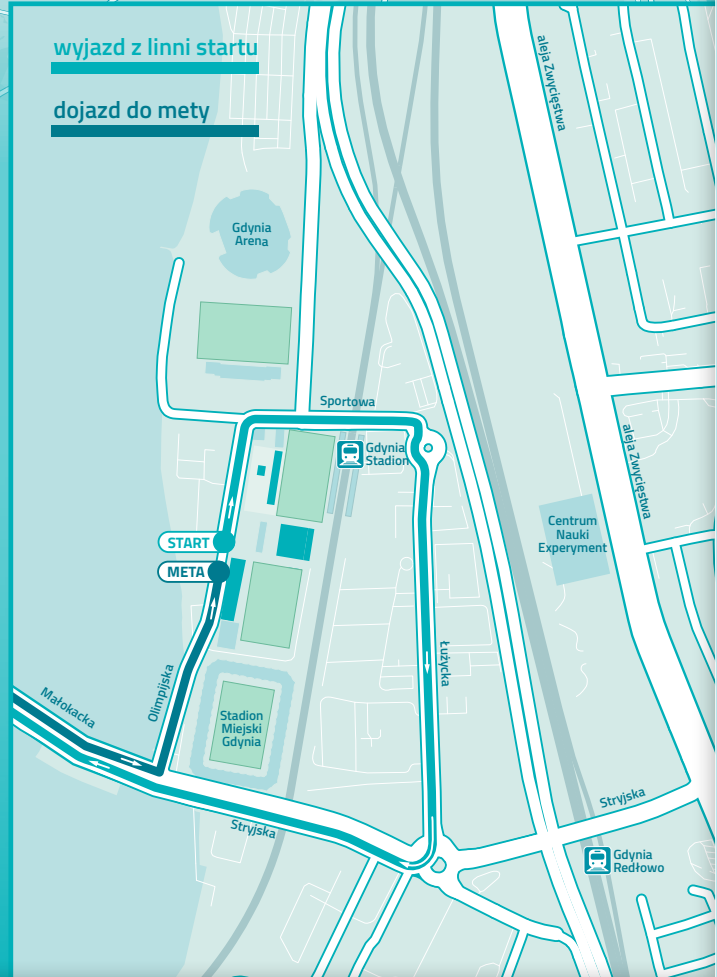 wyjazd z linni startu
dojazd do mety
aleja Zwycięstwa
Gdynia
Arena
Sportowa
Gdynia
Stadion
aleja Zwycięstwa
Centrum
Nauki
Experyment
START
META
Łużycka
Olimpijska
Małokacka
Stadion
Miejski
Gdynia
Stryjska
Stryjska
Gdynia
Redłowo